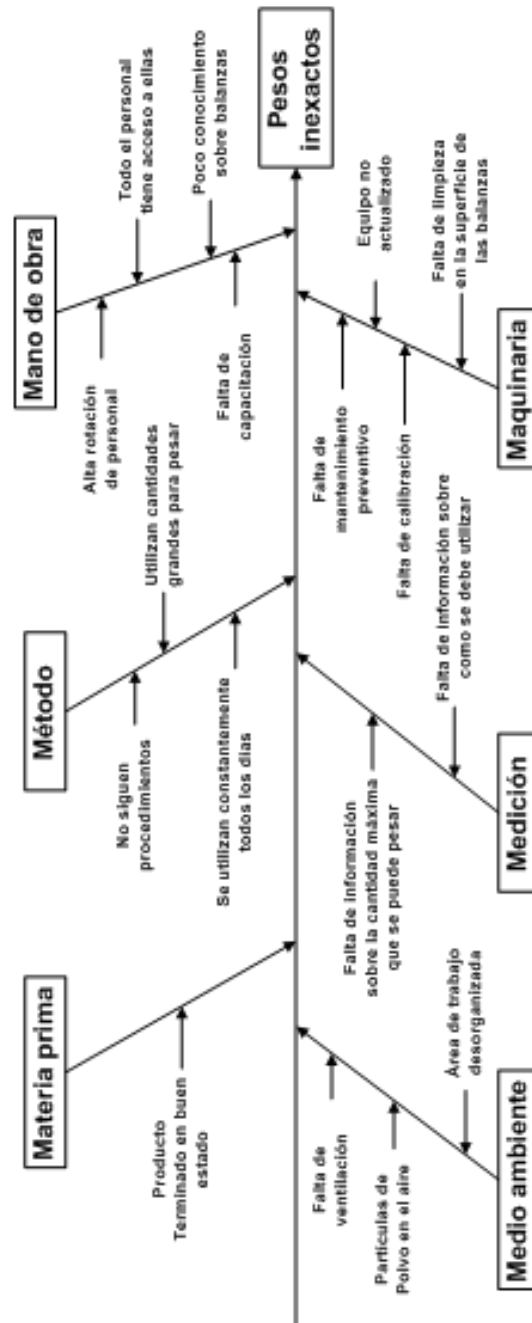 Materia prima
Producto
Terminado en buen
estado
Método
No siguen
procedimientos
Utilizan cantidades
grandes para pesar
Se utilizan constantemente
todos los dias
Mano de obra
Alta rotación
de personal
Todo el personal
tiene acceso a ellas
Poco conocimiento
sobre balanzas
Falta de
capacitación
Pesos
inexactos
Medio ambiente
Falta de
ventilación
Particulas de
Polvo en el aire
Área de trabajo
desorganizada
Medición
Falta de información
sobre la cantidad máxima
que se puede pesar
Falta de información sobre
como se debe utilizar
Maquinaria
Falta de
mantenimiento
preventivo
Falta de calibración
Equipo no
actualizado
Falta de limpieza
en la superficie de
las balanzas